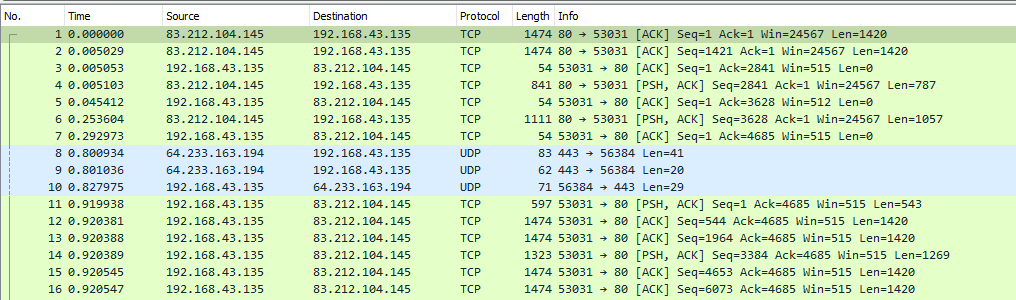 No. Time Source Destination Protocol Length Info
1 0.000000 83.212.104.145 192.168.43.135 TCP 1474 80 → 53031 [ACK] Seq=1 Ack=1 Win=24567 Len=1420
2 0.005029 83.212.104.145 192.168.43.135 TCP 1474 80 → 53031 [ACK] Seq=1421 Ack=1 Win=24567 Len=1420
3 0.005053 192.168.43.135 83.212.104.145 TCP 54 53031 → 80 [ACK] Seq=1 Ack=2841 Win=515 Len=0
4 0.005103 83.212.104.145 192.168.43.135 TCP 841 80 → 53031 [PSH, ACK] Seq=2841 Ack=1 Win=24567 Len=787
5 0.045412 192.168.43.135 83.212.104.145 TCP 54 53031 → 80 [ACK] Seq=1 Ack=3628 Win=512 Len=0
6 0.253604 83.212.104.145 192.168.43.135 TCP 1111 80 → 53031 [PSH, ACK] Seq=3628 Ack=1 Win=24567 Len=1057
7 0.292973 192.168.43.135 83.212.104.145 TCP 54 53031 → 80 [ACK] Seq=1 Ack=4685 Win=515 Len=0
8 0.800934 64.233.163.194 192.168.43.135 UDP 83 443 → 56384 Len=41
9 0.801036 64.233.163.194 192.168.43.135 UDP 62 443 → 56384 Len=20
10 0.827975 192.168.43.135 64.233.163.194 UDP 71 56384 → 443 Len=29
11 0.919938 192.168.43.135 83.212.104.145 TCP 597 53031 → 80 [PSH, ACK] Seq=1 Ack=4685 Win=515 Len=543
12 0.920381 192.168.43.135 83.212.104.145 TCP 1474 53031 → 80 [ACK] Seq=544 Ack=4685 Win=515 Len=1420
13 0.920388 192.168.43.135 83.212.104.145 TCP 1474 53031 → 80 [ACK] Seq=1964 Ack=4685 Win=515 Len=1420
14 0.920389 192.168.43.135 83.212.104.145 TCP 1323 53031 → 80 [PSH, ACK] Seq=3384 Ack=4685 Win=515 Len=1269
15 0.920545 192.168.43.135 83.212.104.145 TCP 1474 53031 → 80 [ACK] Seq=4653 Ack=4685 Win=515 Len=1420
16 0.920547 192.168.43.135 83.212.104.145 TCP 1474 53031 → 80 [ACK] Seq=6073 Ack=4685 Win=515 Len=1420